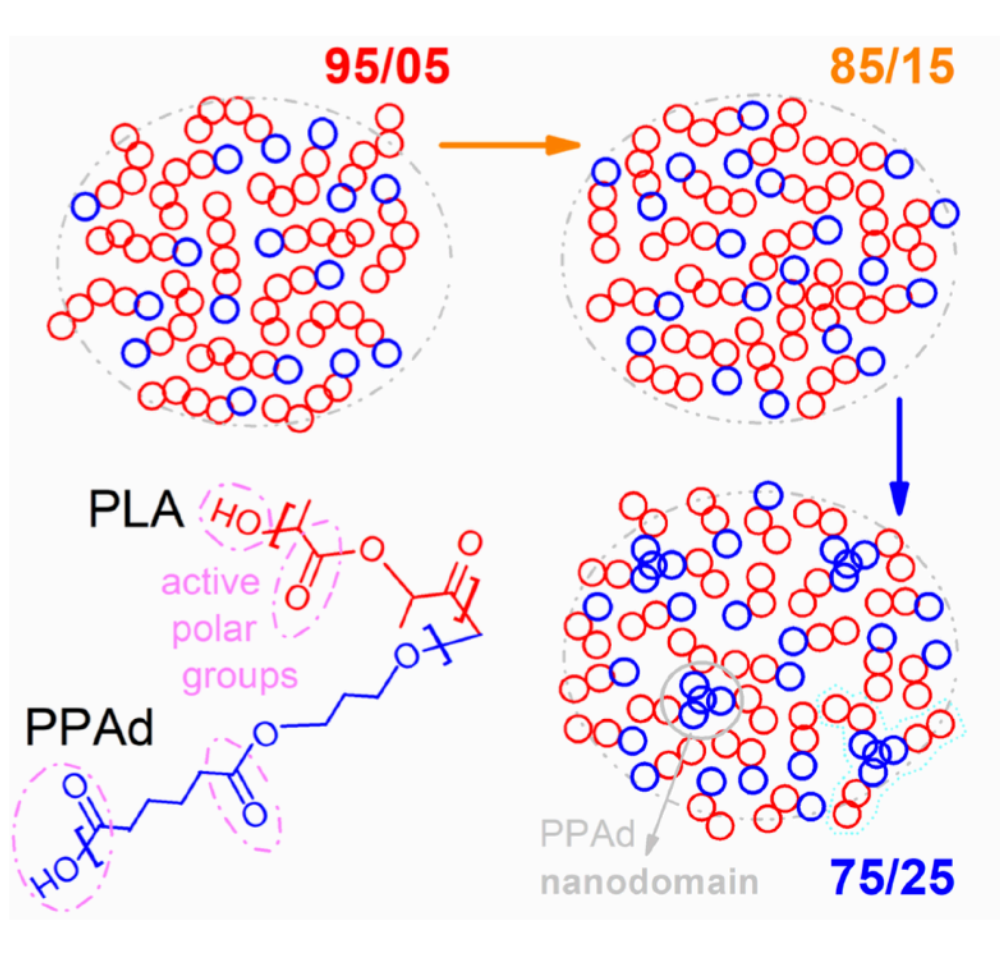 95/05
85/15
PLA
HO
O
O
O
O
active
polar
groups
O
PPAd
O
O
O
HO
PPAd
nanodomain
75/25